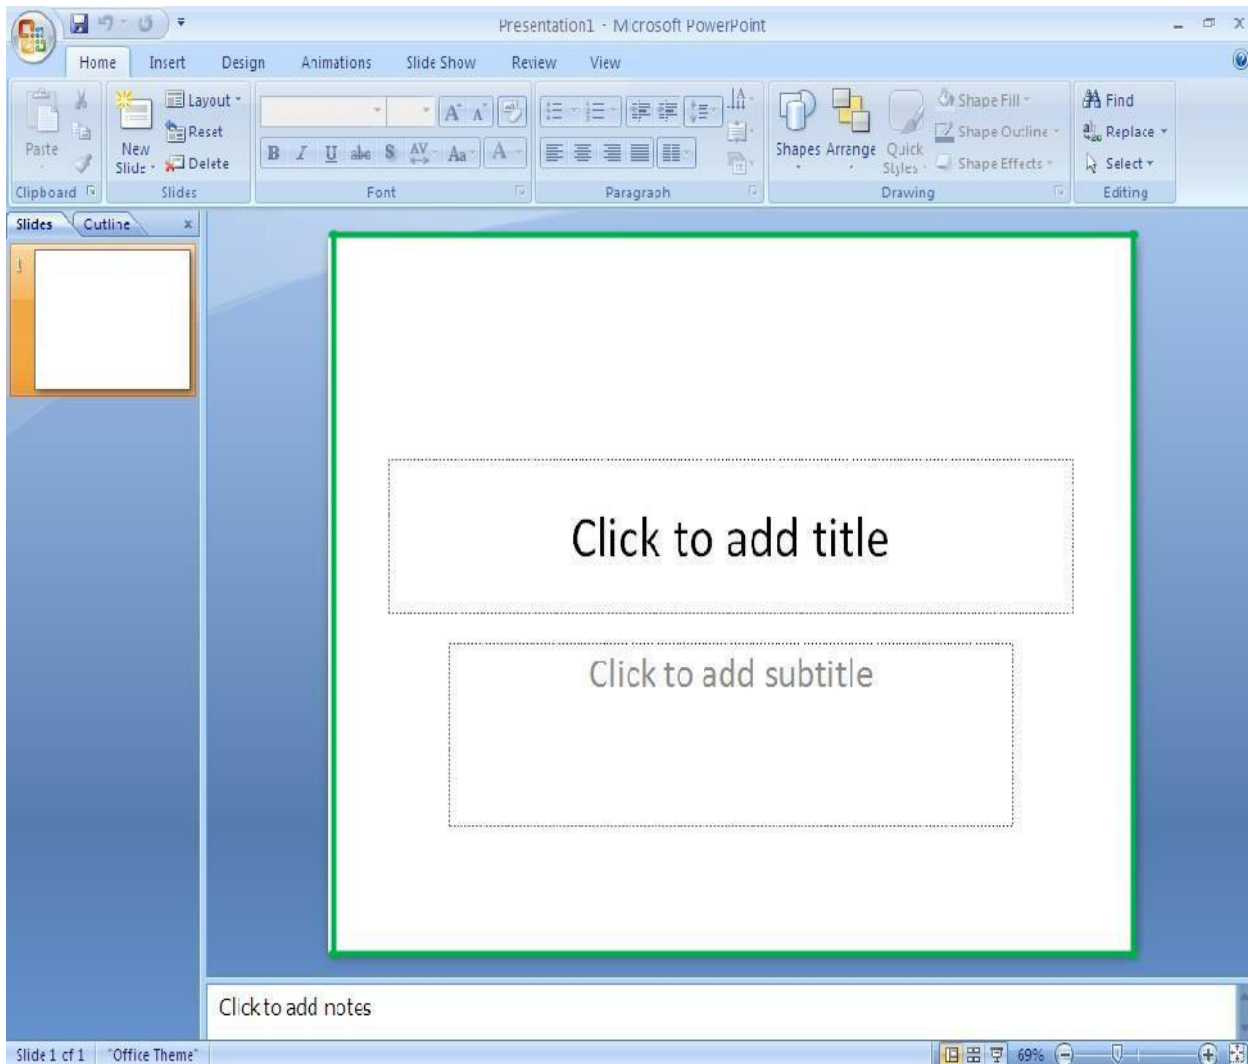 Presentation1 - Microsoft PowerPoint
Home Insert Design Animations Slide Show Review View
Paste
New Slide
Layout
Reset
Delete
B I U abc S AV Aa A
A A
Shapes Arrange Quick Styles
Shape Fill
Shape Outline
Shape Effects
Find
Replace
Select
Clipboard Slides Font Paragraph Drawing Editing
Slides Outline x
1
Click to add title
Click to add subtitle
Click to add notes
Slide 1 of 1 "Office Theme" 69%